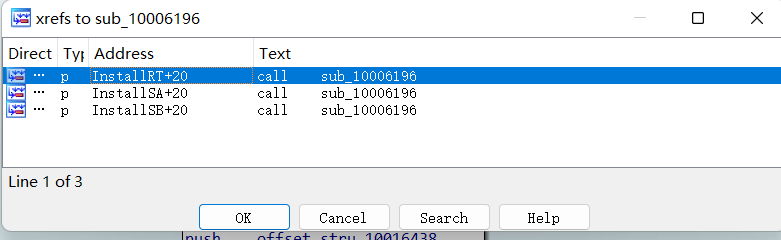 xrefs to sub_10006196
Direct Typ Address Text
... p InstallRT+20 call sub_10006196
... p InstallSA+20 call sub_10006196
... p InstallSB+20 call sub_10006196
Line 1 of 3
OK Cancel Search Help
push offset stru_10016438